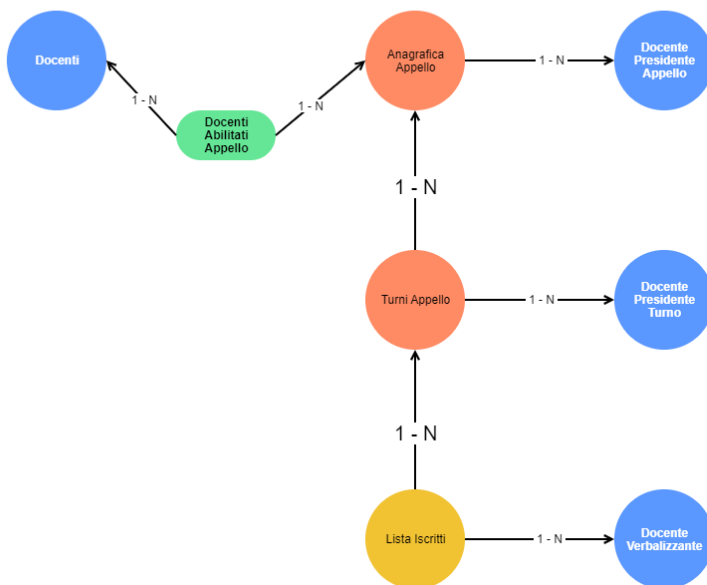 Docenti
Anagrafica
Appello
1 - N
Docente
Presidente
Appello
1 - N
1 - N
Docenti
Abilitati
Appello
1 - N
Turni Appello
1 - N
Docente
Presidente
Turno
1 - N
Lista Iscritti
1 - N
Docente
Verbalizzante